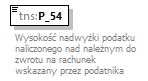 tns:P_54
Wysokość nadwyżki podatku
naliczonego nad należnym do
zwrotu na rachunek
wskazany przez podatnika